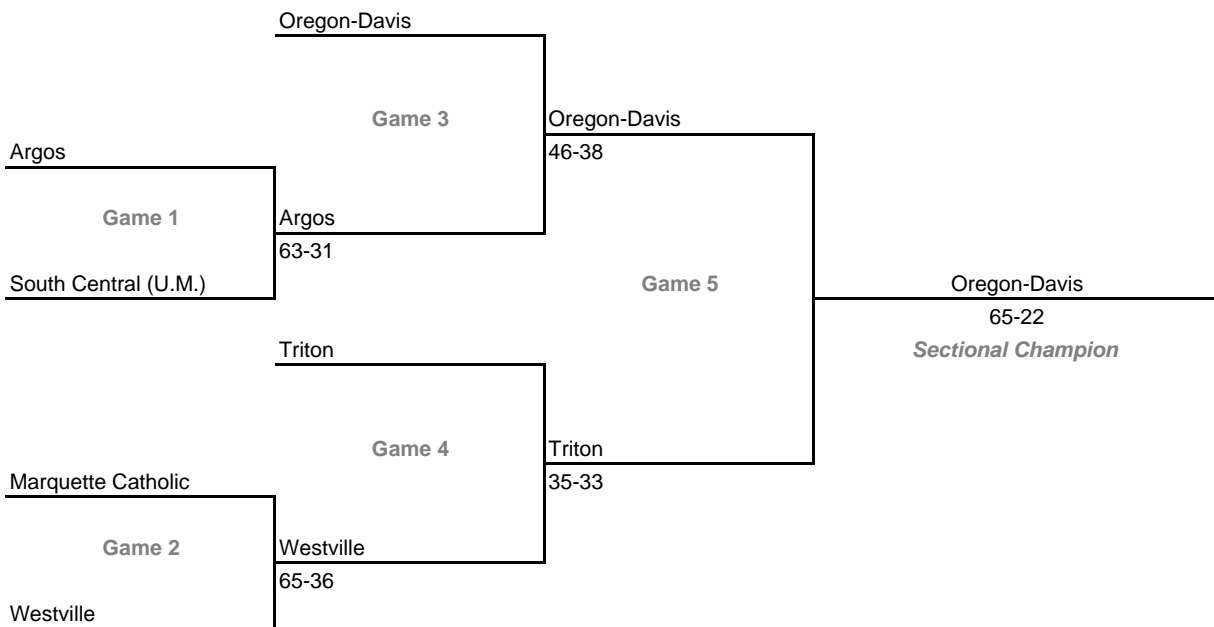 Oregon-Davis
Game 3
Oregon-Davis
Argos
46-38
Game 1
Argos
63-31
South Central (U.M.)
Game 5
Oregon-Davis
65-22
Triton
Sectional Champion
Game 4
Triton
Marquette Catholic
35-33
Game 2
Westville
65-36
Westville